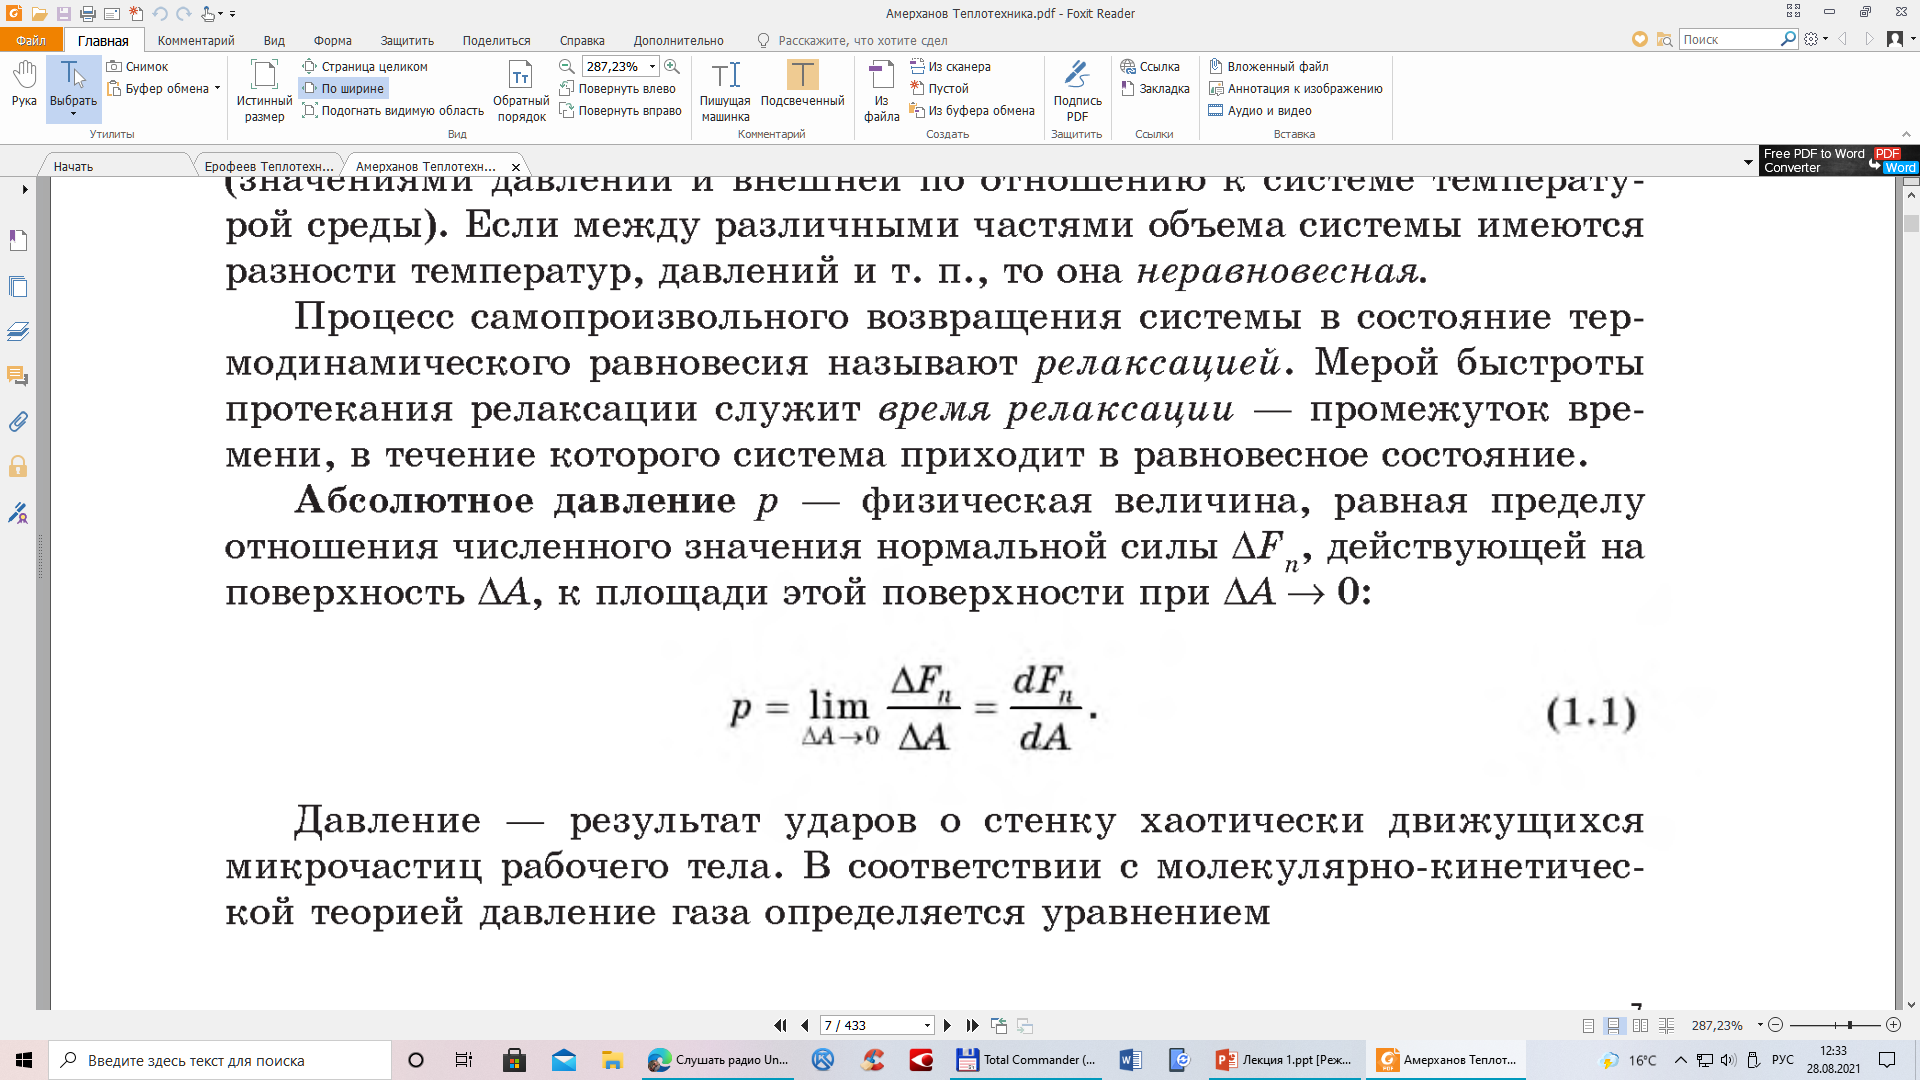 Амерханов Теплотехника.pdf - Foxit Reader
Файл Главная Комментарий Вид Форма Защитить Поделиться Справка Дополнительно Расскажите, что хотите сдел Поиск
Рука
Выбрать
Снимок
Буфер обмена
Утилиты
Истинный
размер
Страница целиком
По ширине
Подогнать видимую область
Обратный
порядок
287,23%
Повернуть влево
Повернуть вправо
Вид
Пишущая
машинка
Подсвеченный
Комментарий
Из
файла
Из сканера
Пустой
Из буфера обмена
Создать
Подпись
PDF
Защитить
Ссылка
Закладка
Ссылки
Вложенный файл
Аннотация к изображению
Аудио и видео
Вставка
Начать Ерофеев Теплотехн... Амерханов Теплотехн...
Free PDF to Word PDF
Converter Word
(значениями давлений и внешней по отношению к системе температу-
рой среды). Если между различными частями объема системы имеются
разности температур, давлений и т. п., то она неравновесная.
Процесс самопроизвольного возвращения системы в состояние тер-
модинамического равновесия называют релаксацией. Мерой быстроты
протекания релаксации служит время релаксации — промежуток вре-
мени, в течение которого система приходит в равновесное состояние.
Абсолютное давление p — физическая величина, равная пределу
отношения численного значения нормальной силы ΔFn, действующей на
поверхность ΔA, к площади этой поверхности при ΔA → 0:
p = lim ΔA→0 ΔFn/ΔA = dFn/dA. (1.1)
Давление — результат ударов о стенку хаотически движущихся
микрочастиц рабочего тела. В соответствии с молекулярно-кинетичес-
кой теорией давление газа определяется уравнением
7 / 433 287,23%
Введите здесь текст для поиска Слушать радио Un... Total Commander (... Лекция 1.ppt [Реж... Амерханов Теплот... 16°C РУС
12:33
28.08.2021